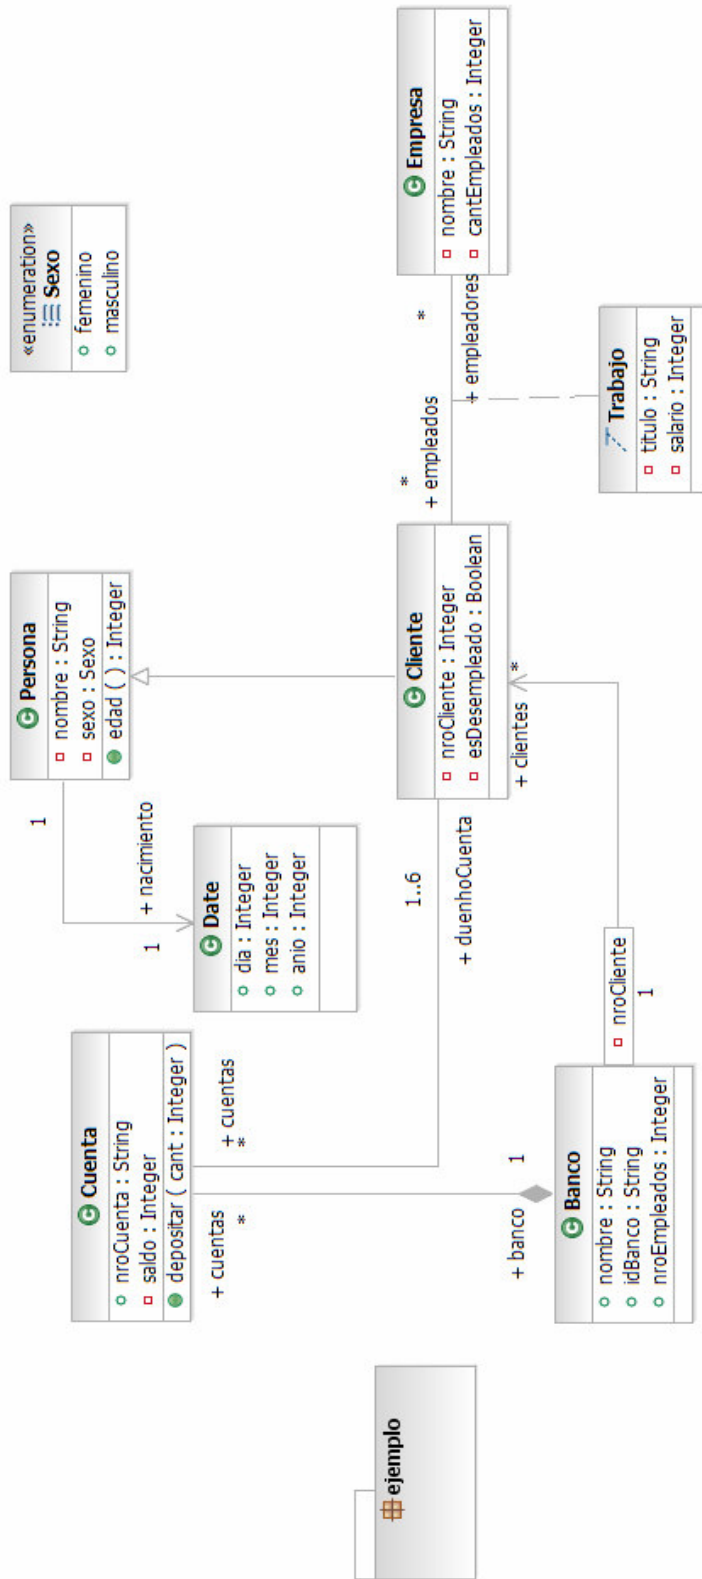 ejemplo
Cuenta
nroCuenta : String
saldo : Integer
depositar ( cant : Integer )
+ cuentas
*
+ cuentas
*
1
+ banco
Banco
nombre : String
idBanco : String
nroEmpleados : Integer
nroCliente
1
Date
dia : Integer
mes : Integer
anio : Integer
1
+ nacimiento
1
Persona
nombre : String
sexo : Sexo
edad ( ) : Integer
1..6
+ duenhoCuenta
Cliente
nroCliente : Integer
esDesempleado : Boolean
+ clientes
*
*
+ empleados
*
+ empleadores
Trabajo
titulo : String
salario : Integer
«enumeration»
Sexo
femenino
masculino
Empresa
nombre : String
cantEmpleados : Integer